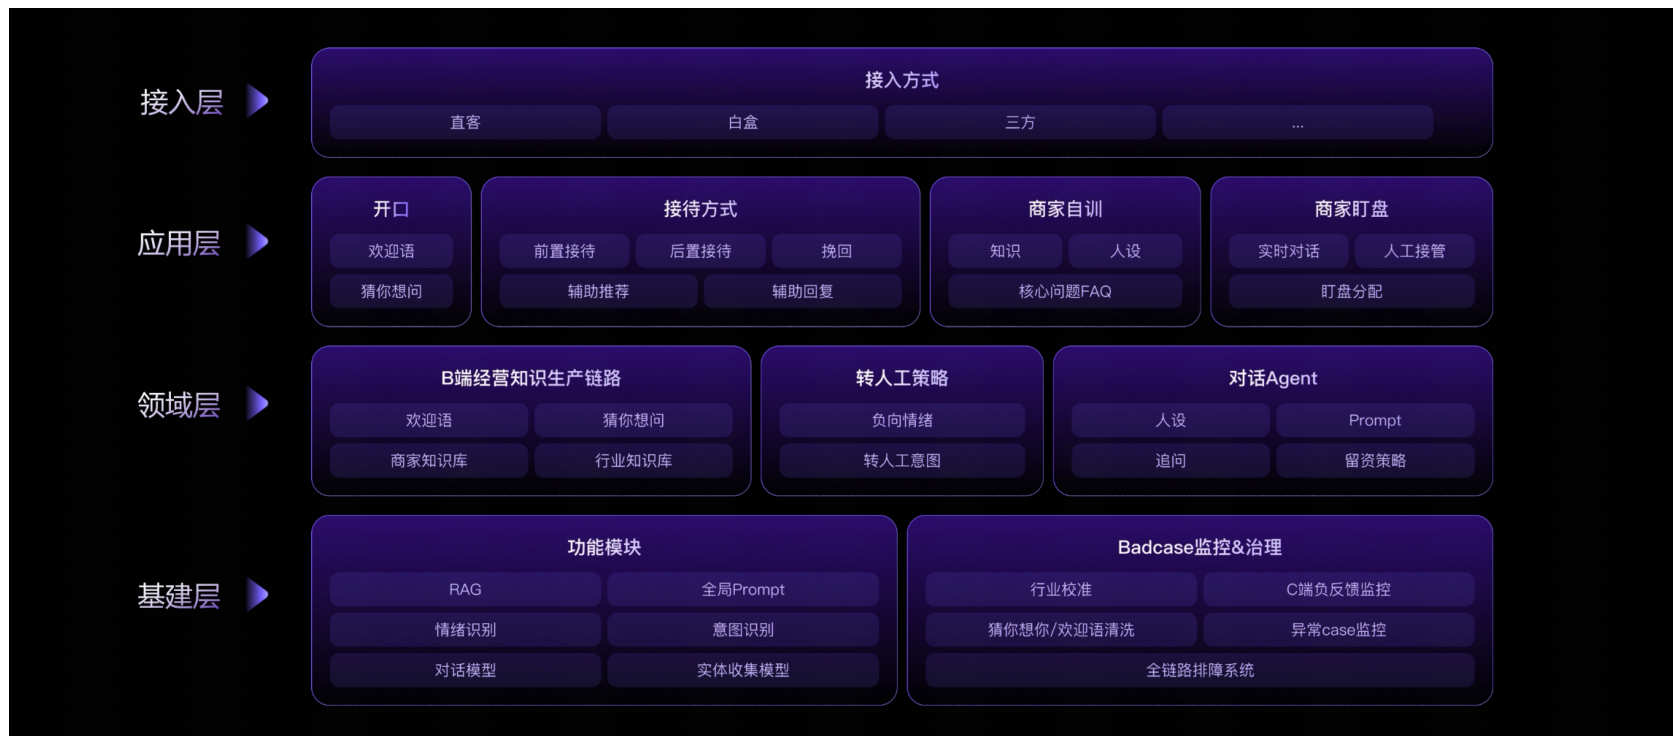 接入层
接入方式
直客 白盒 三方 ...
应用层
开口
欢迎语
猜你想问
接待方式
前置接待 后置接待 挽回
辅助推荐 辅助回复
商家自训
知识 人设
核心问题FAQ
商家盯盘
实时对话 人工接管
盯盘分配
领域层
B端经营知识生产链路
欢迎语 猜你想问
商家知识库 行业知识库
转人工策略
负向情绪
转人工意图
对话Agent
人设 Prompt
追问 留资策略
基建层
功能模块
RAG 全局Prompt
情绪识别 意图识别
对话模型 实体收集模型
Badcase监控&治理
行业校准 C端负反馈监控
猜你想你/欢迎语清洗 异常case监控
全链路排障系统